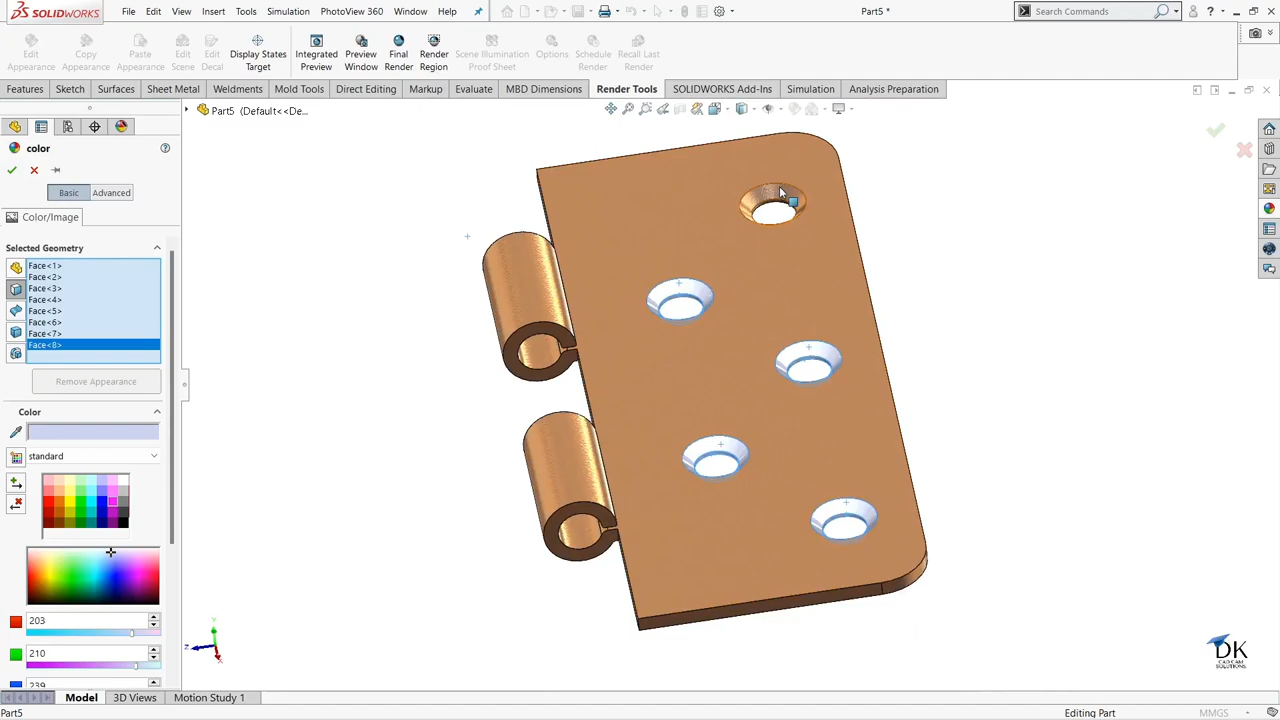 SOLIDWORKS File Edit View Insert Tools Simulation PhotoView 360 Window Help Part5 * Search Commands
Edit Appearance
Copy Appearance
Paste Appearance
Edit Scene
Edit Decal
Display States Target
Integrated Preview
Preview Window
Final Render
Render Region
Scene Illumination Proof Sheet
Options
Schedule Render
Recall Last Render
Features Sketch Surfaces Sheet Metal Weldments Mold Tools Direct Editing Markup Evaluate MBD Dimensions Render Tools SOLIDWORKS Add-Ins Simulation Analysis Preparation
Part5 (Default<<De...
color
Basic Advanced
Color/Image
Selected Geometry
Face<1>
Face<2>
Face<3>
Face<4>
Face<5>
Face<6>
Face<7>
Face<8>
Remove Appearance
Color
standard
203
210
239
DK
CAD CAM
SOLUTIONS
Model 3D Views Motion Study 1
Part5 Editing Part MMGS